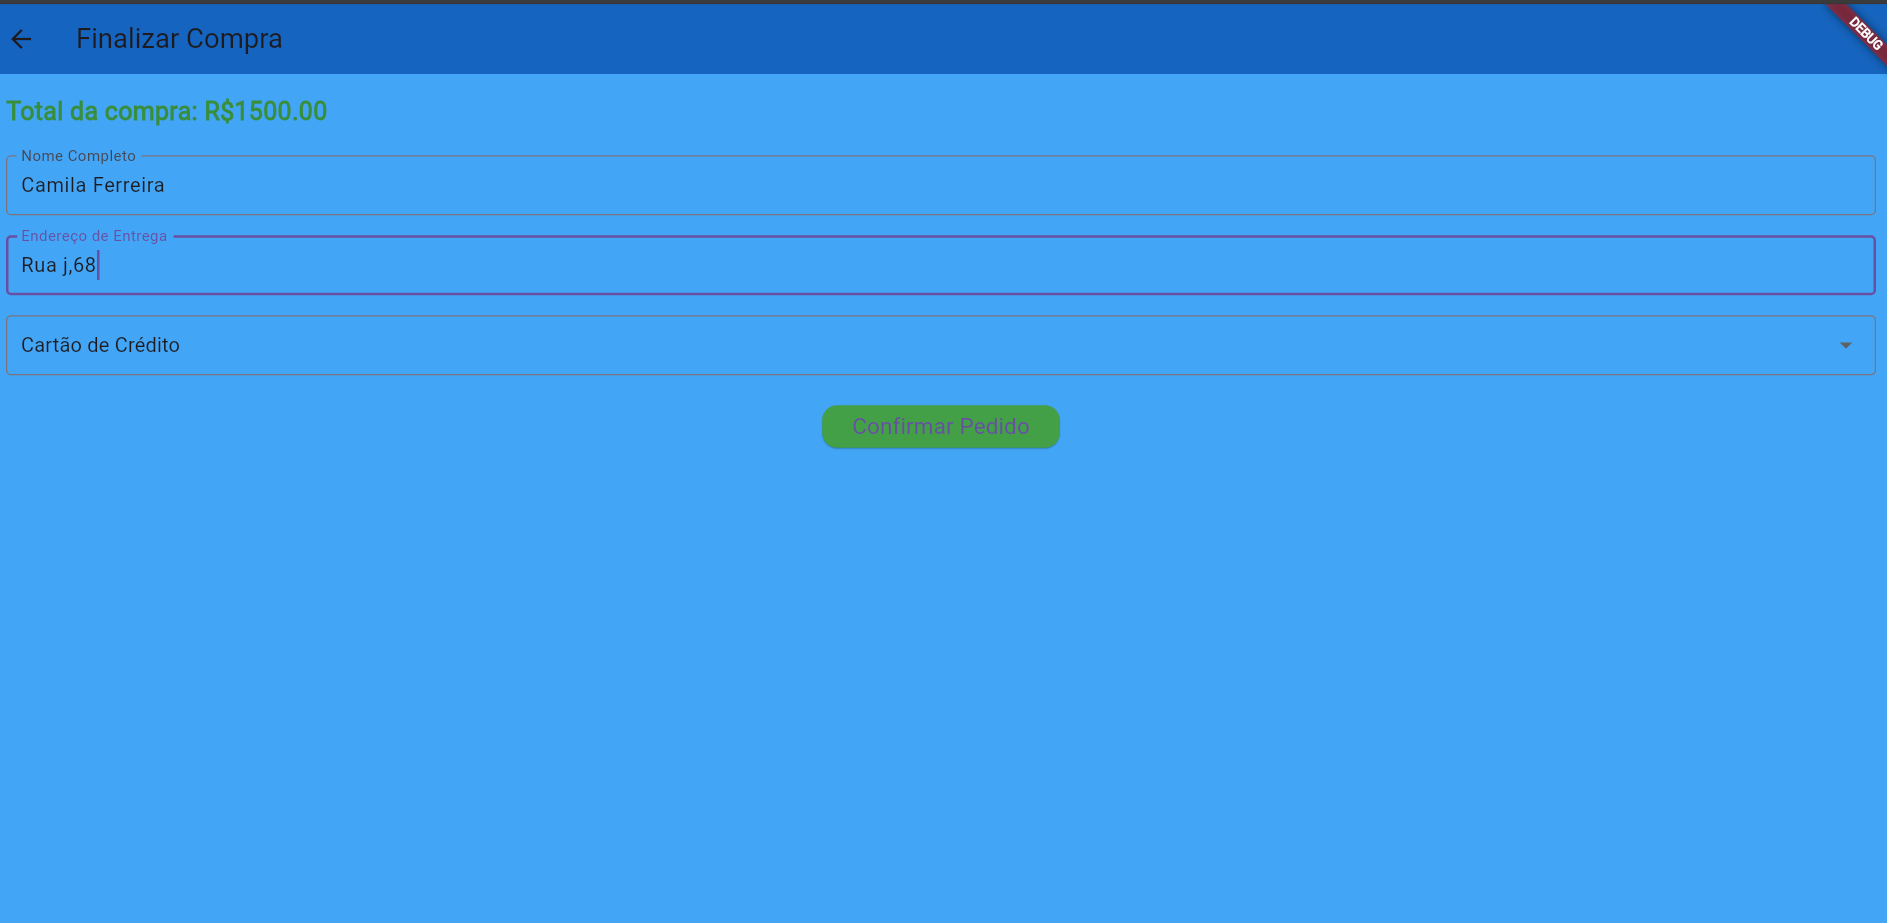 Finalizar Compra
DEBUG
Total da compra: R$1500.00
Nome Completo
Camila Ferreira
Endereço de Entrega
Rua j,68
Cartão de Crédito
Confirmar Pedido